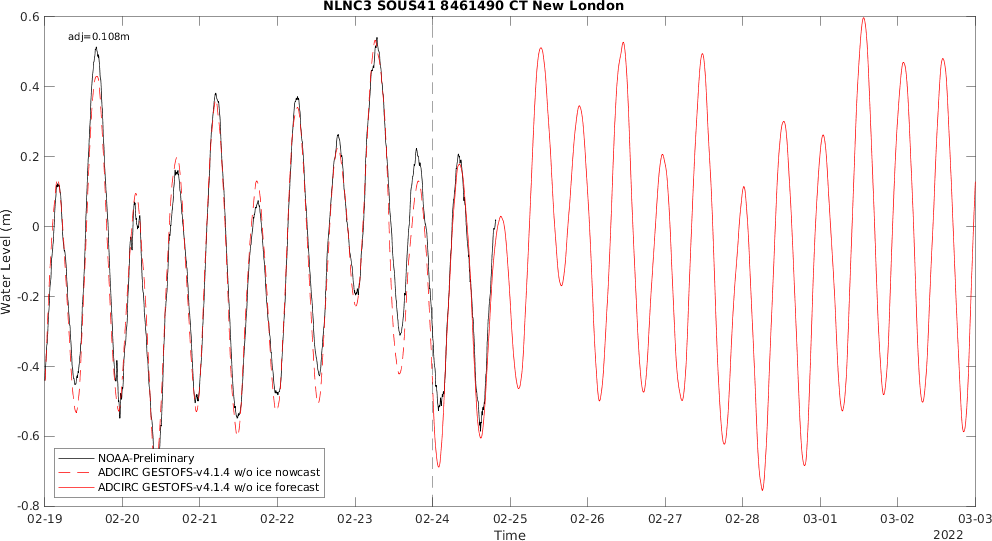 NLNC3 SOUS41 8461490 CT New London
adj=0.108m
0.6
0.4
0.2
0
-0.2
-0.4
-0.6
-0.8
Water Level (m)
NOAA-Preliminary
ADCIRC GESTOFS-v4.1.4 w/o ice nowcast
ADCIRC GESTOFS-v4.1.4 w/o ice forecast
02-19 02-20 02-21 02-22 02-23 02-24 02-25 02-26 02-27 02-28 03-01 03-02 03-03
Time
2022